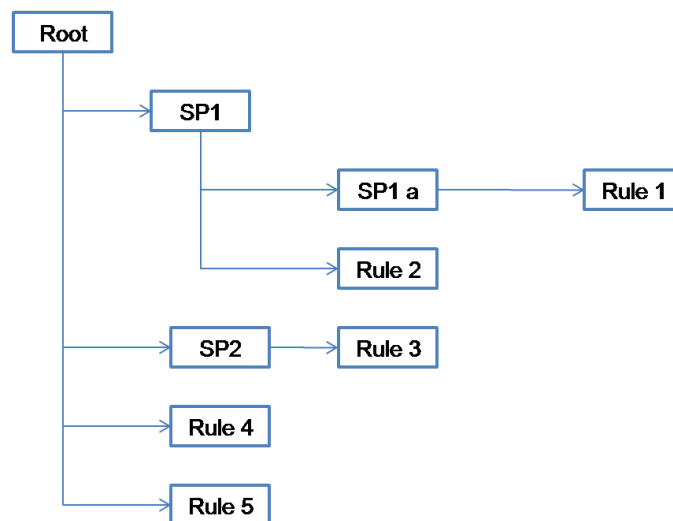 Root
SP1
SP1 a
Rule 1
Rule 2
SP2
Rule 3
Rule 4
Rule 5